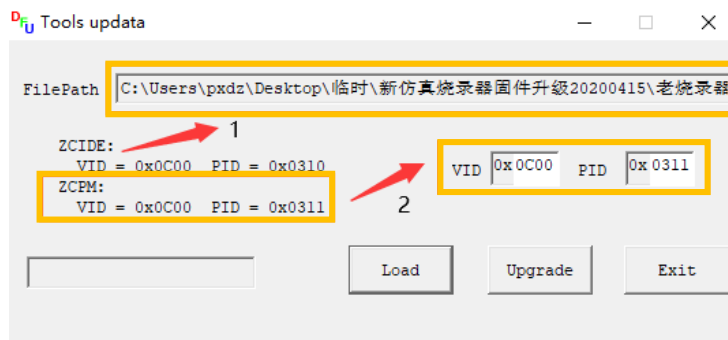 DFU Tools updata
FilePath C:\Users\pxdz\Desktop\临时\新仿真烧录器固件升级20200415\老烧录器
1
ZCIDE:
VID = 0x0C00 PID = 0x0310
VID 0x 0C00 PID 0x 0311
ZCPM:
VID = 0x0C00 PID = 0x0311
2
Load Upgrade Exit